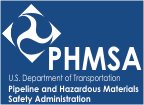 PHMSA
U.S. Department of Transportation
Pipeline and Hazardous Materials
Safety Administration